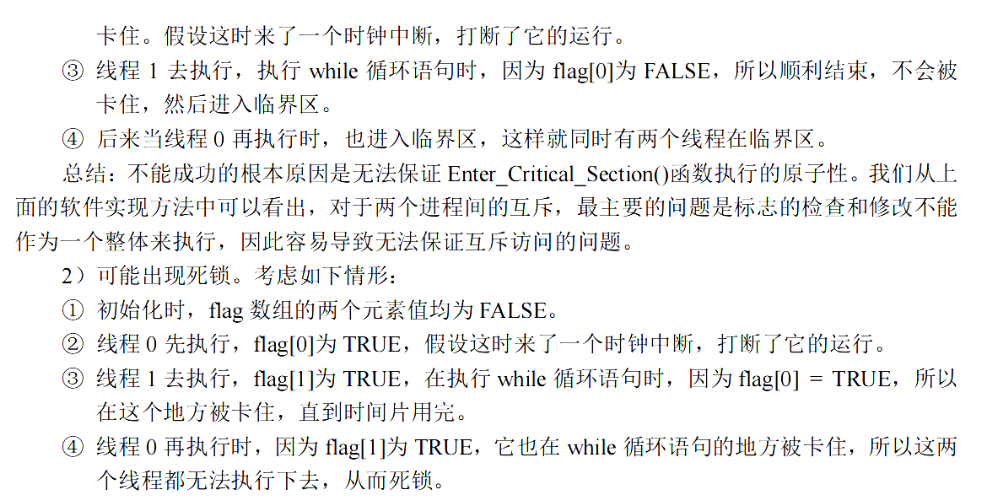 卡住。假设这时来了一个时钟中断，打断了它的运行。
③ 线程 1 去执行，执行 while 循环语句时，因为 flag[0]为 FALSE，所以顺利结束，不会被
卡住，然后进入临界区。
④ 后来当线程 0 再执行时，也进入临界区，这样就同时有两个线程在临界区。
总结：不能成功的根本原因是无法保证 Enter_Critical_Section()函数执行的原子性。我们从上
面的软件实现方法中可以看出，对于两个进程间的互斥，最主要的问题是标志的检查和修改不能
作为一个整体来执行，因此容易导致无法保证互斥访问的问题。
2）可能出现死锁。考虑如下情形：
① 初始化时，flag 数组的两个元素值均为 FALSE。
② 线程 0 先执行，flag[0]为 TRUE，假设这时来了一个时钟中断，打断了它的运行。
③ 线程 1 去执行，flag[1]为 TRUE，在执行 while 循环语句时，因为 flag[0] = TRUE，所以
在这个地方被卡住，直到时间片用完。
④ 线程 0 再执行时，因为 flag[1]为 TRUE，它也在 while 循环语句的地方被卡住，所以这两
个线程都无法执行下去，从而死锁。